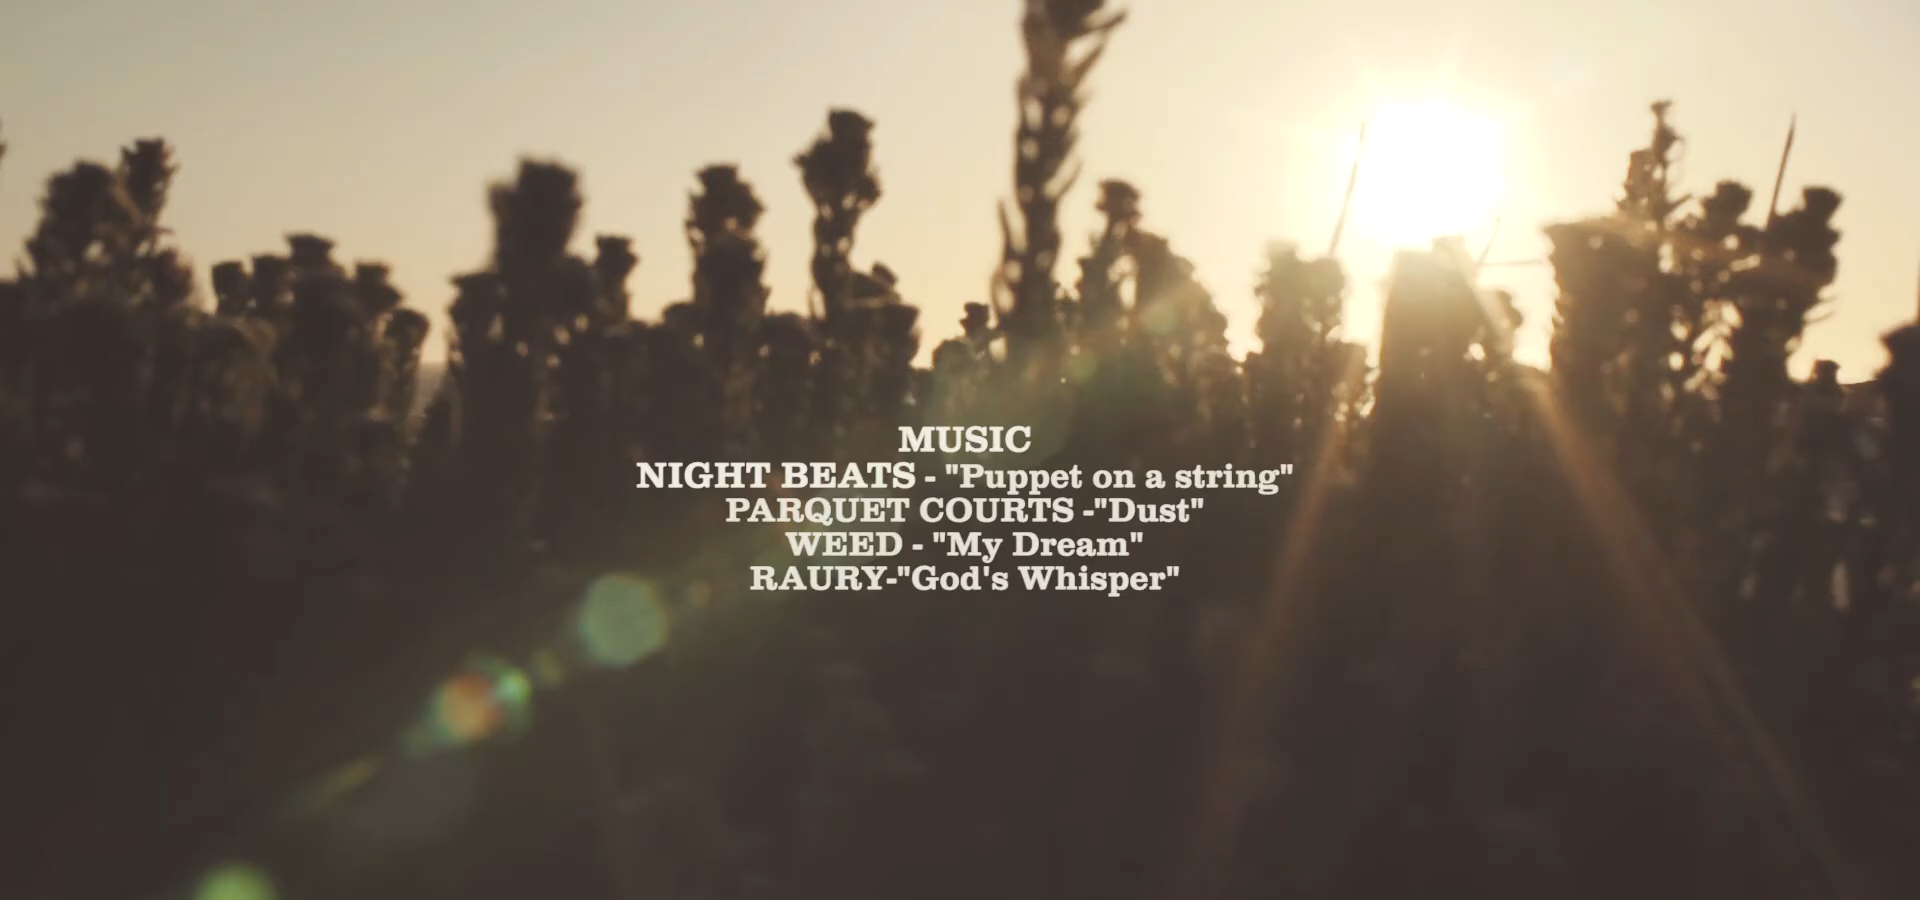 MUSIC
NIGHT BEATS - "Puppet on a string"
PARQUET COURTS -"Dust"
WEED - "My Dream"
RAURY-"God's Whisper"